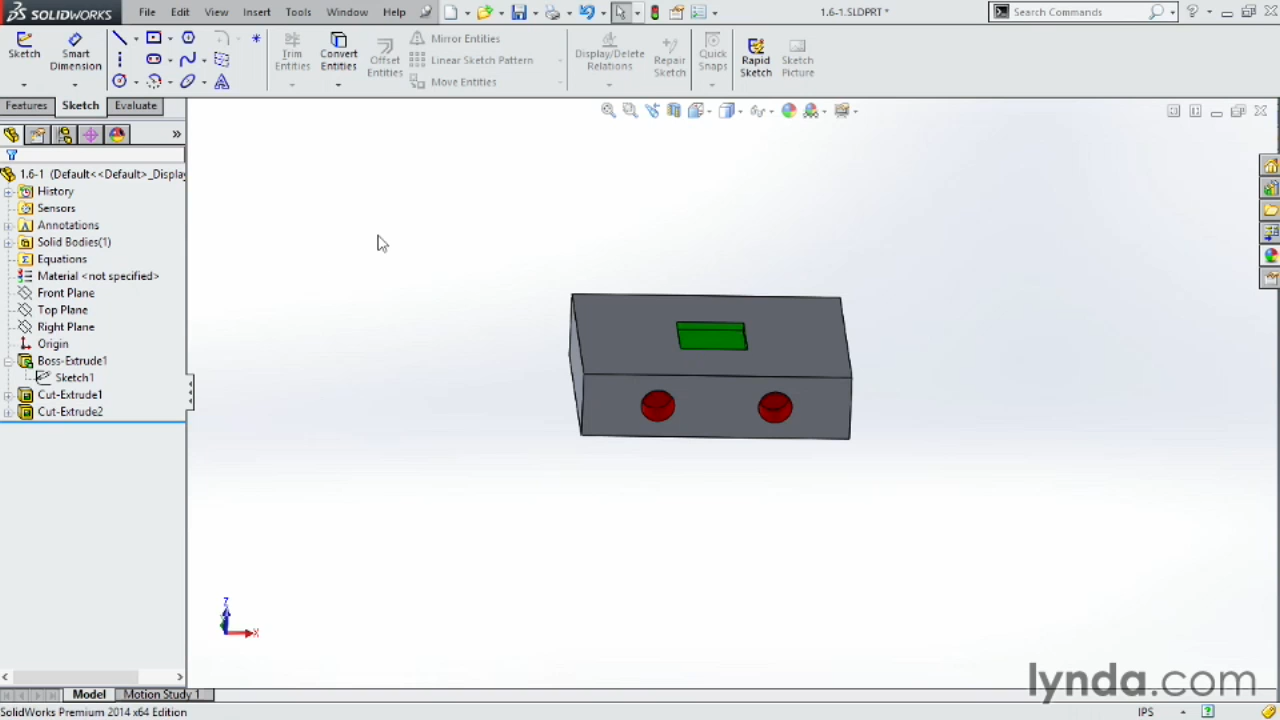 SOLIDWORKS File Edit View Insert Tools Window Help 1.6-1.SLDPRT * Search Commands
Sketch Smart Dimension Trim Entities Convert Entities Offset Entities Mirror Entities Linear Sketch Pattern Move Entities Display/Delete Relations Repair Sketch Quick Snaps Rapid Sketch Sketch Picture
Features Sketch Evaluate
1.6-1 (Default<<Default>_Display
History
Sensors
Annotations
Solid Bodies(1)
Equations
Material <not specified>
Front Plane
Top Plane
Right Plane
Origin
Boss-Extrude1
Sketch1
Cut-Extrude1
Cut-Extrude2
Z
X
lynda.com
Model Motion Study 1
SolidWorks Premium 2014 x64 Edition IPS